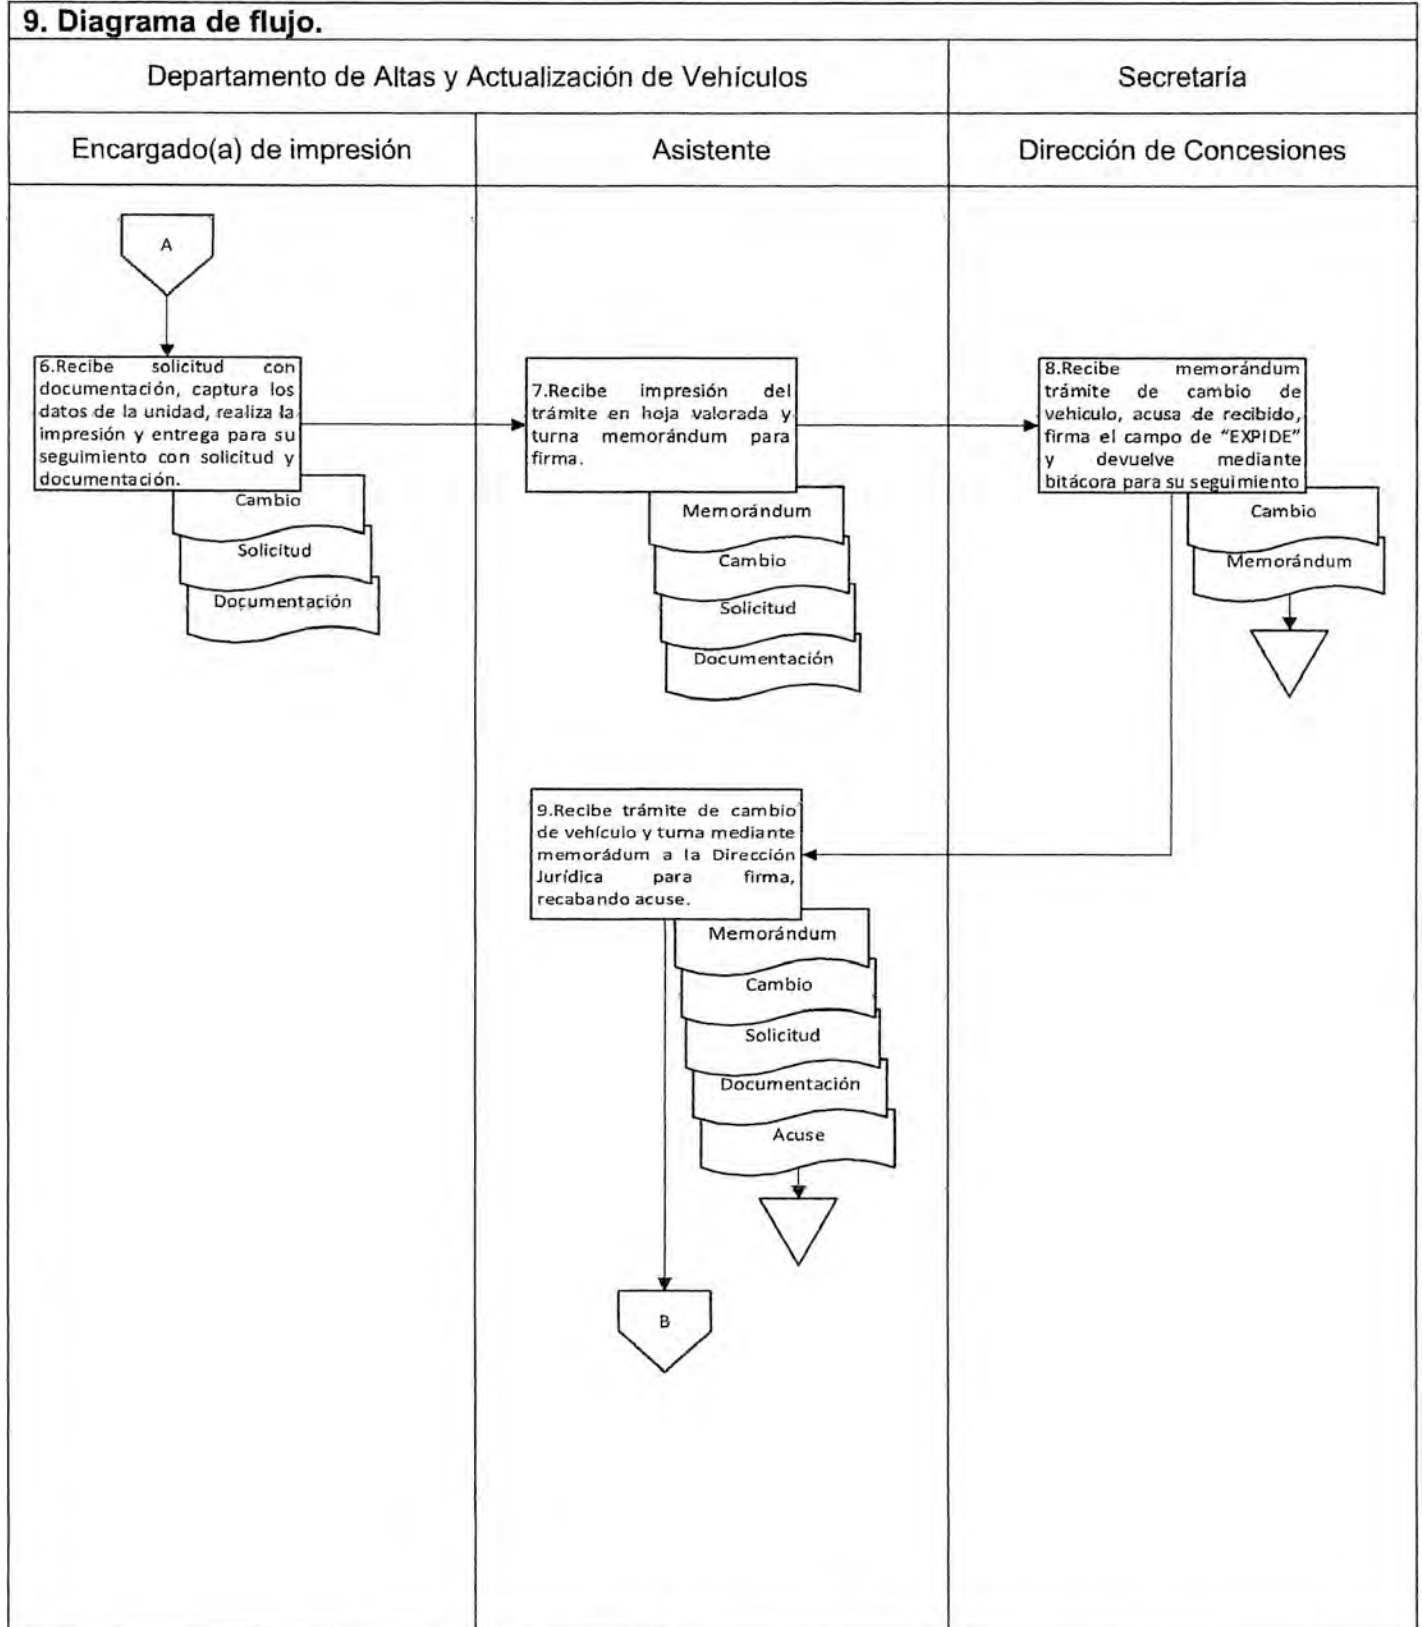 9. Diagrama de flujo.
Departamento de Altas y Actualización de Vehículos
Secretaría
Encargado(a) de impresión
Asistente
Dirección de Concesiones
A
6.Recibe solicitud con
documentación, captura los
datos de la unidad, realiza la
impresión y entrega para su
seguimiento con solicitud y
documentación.
Cambio
Solicitud
Documentación
7.Recibe impresión del
trámite en hoja valorada y
turna memorándum para
firma.
Memorándum
Cambio
Solicitud
Documentación
8.Recibe memorándum
trámite de cambio de
vehiculo, acusa de recibido,
firma el campo de "EXPIDE"
y devuelve mediante
bitácora para su seguimiento
Cambio
Memorándum
9.Recibe trámite de cambio
de vehículo y turna mediante
memorádum a la Dirección
Jurídica para firma,
recabando acuse.
Memorándum
Cambio
Solicitud
Documentación
Acuse
B